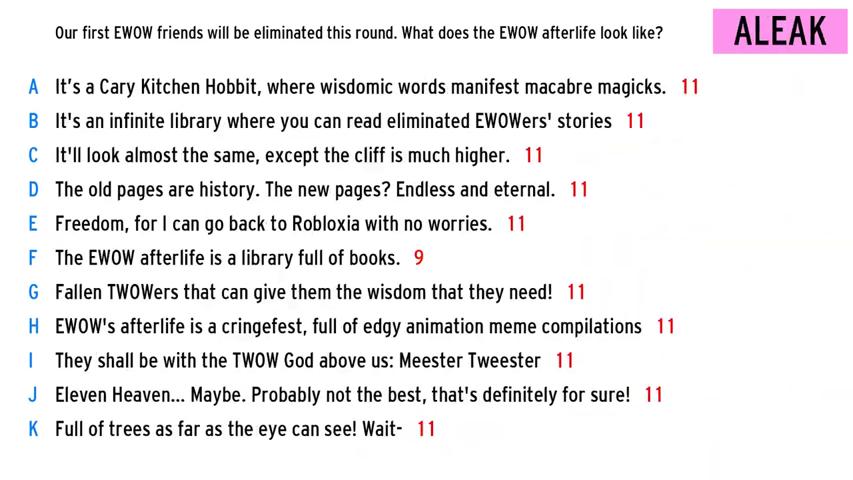 Our first EWOW friends will be eliminated this round. What does the EWOW afterlife look like?
ALEAK
A It's a Cary Kitchen Hobbit, where wisdomic words manifest macabre magicks. 11
B It's an infinite library where you can read eliminated EWOWers' stories 11
C It'll look almost the same, except the cliff is much higher. 11
D The old pages are history. The new pages? Endless and eternal. 11
E Freedom, for I can go back to Robloxia with no worries. 11
F The EWOW afterlife is a library full of books. 9
G Fallen TWOWers that can give them the wisdom that they need! 11
H EWOW's afterlife is a cringefest, full of edgy animation meme compilations 11
I They shall be with the TWOW God above us: Meester Tweester 11
J Eleven Heaven... Maybe. Probably not the best, that's definitely for sure! 11
K Full of trees as far as the eye can see! Wait- 11